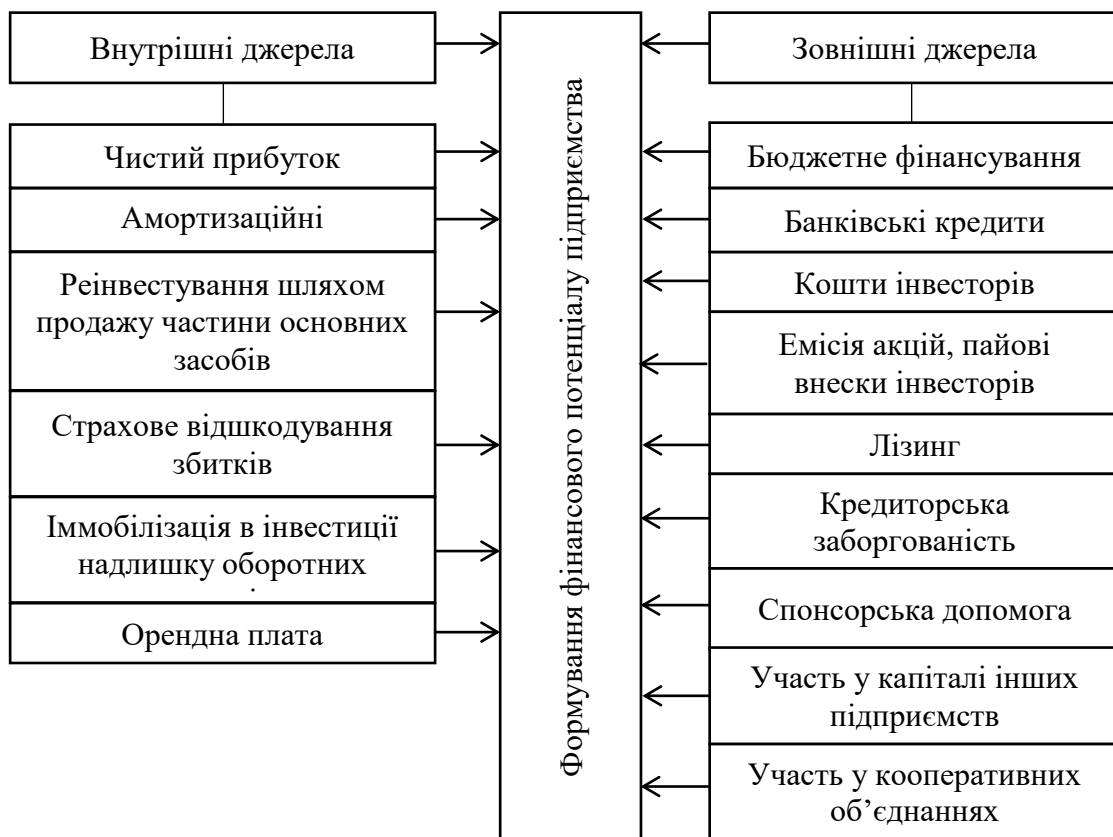 Внутрішні джерела
Чистий прибуток
Амортизаційні
Реінвестування шляхом
продажу частини основних
засобів
Страхове відшкодування
збитків
Іммобілізація в інвестиції
надлишку оборотних
Орендна плата
Формування фінансового потенціалу підприємства
Зовнішні джерела
Бюджетне фінансування
Банківські кредити
Кошти інвесторів
Емісія акцій, пайові
внески інвесторів
Лізинг
Кредиторська
заборгованість
Спонсорська допомога
Участь у капіталі інших
підприємств
Участь у кооперативних
об’єднаннях